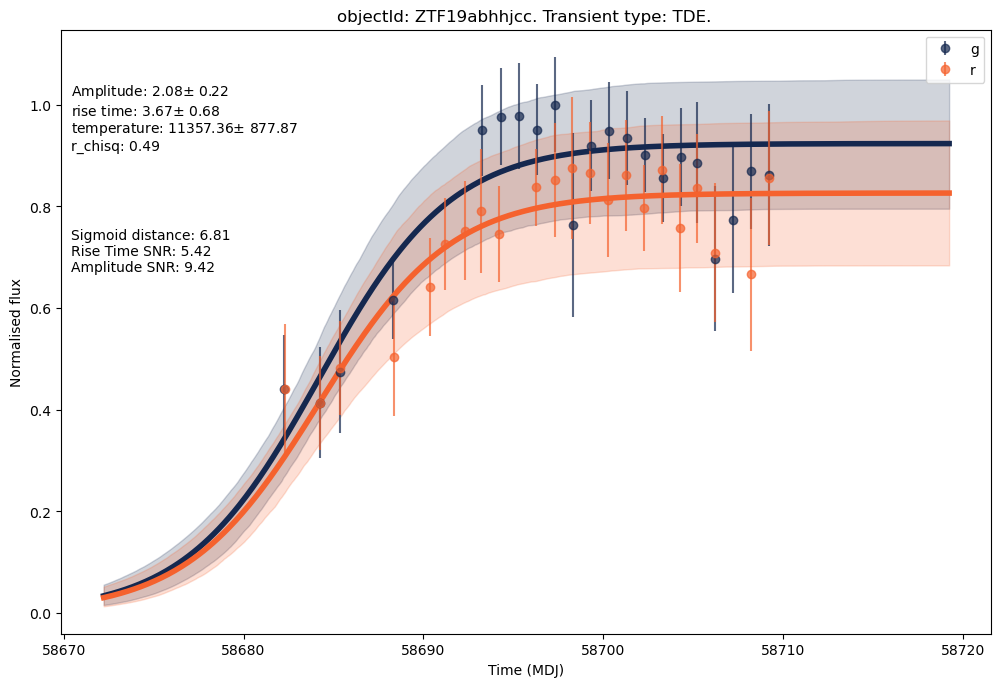 objectId: ZTF19abhhjcc. Transient type: TDE.
g
r
Amplitude: 2.08± 0.22
rise time: 3.67± 0.68
temperature: 11357.36± 877.87
r_chisq: 0.49
Sigmoid distance: 6.81
Rise Time SNR: 5.42
Amplitude SNR: 9.42
Normalised flux
1.0
0.8
0.6
0.4
0.2
0.0
58670 58680 58690 58700 58710 58720
Time (MDJ)